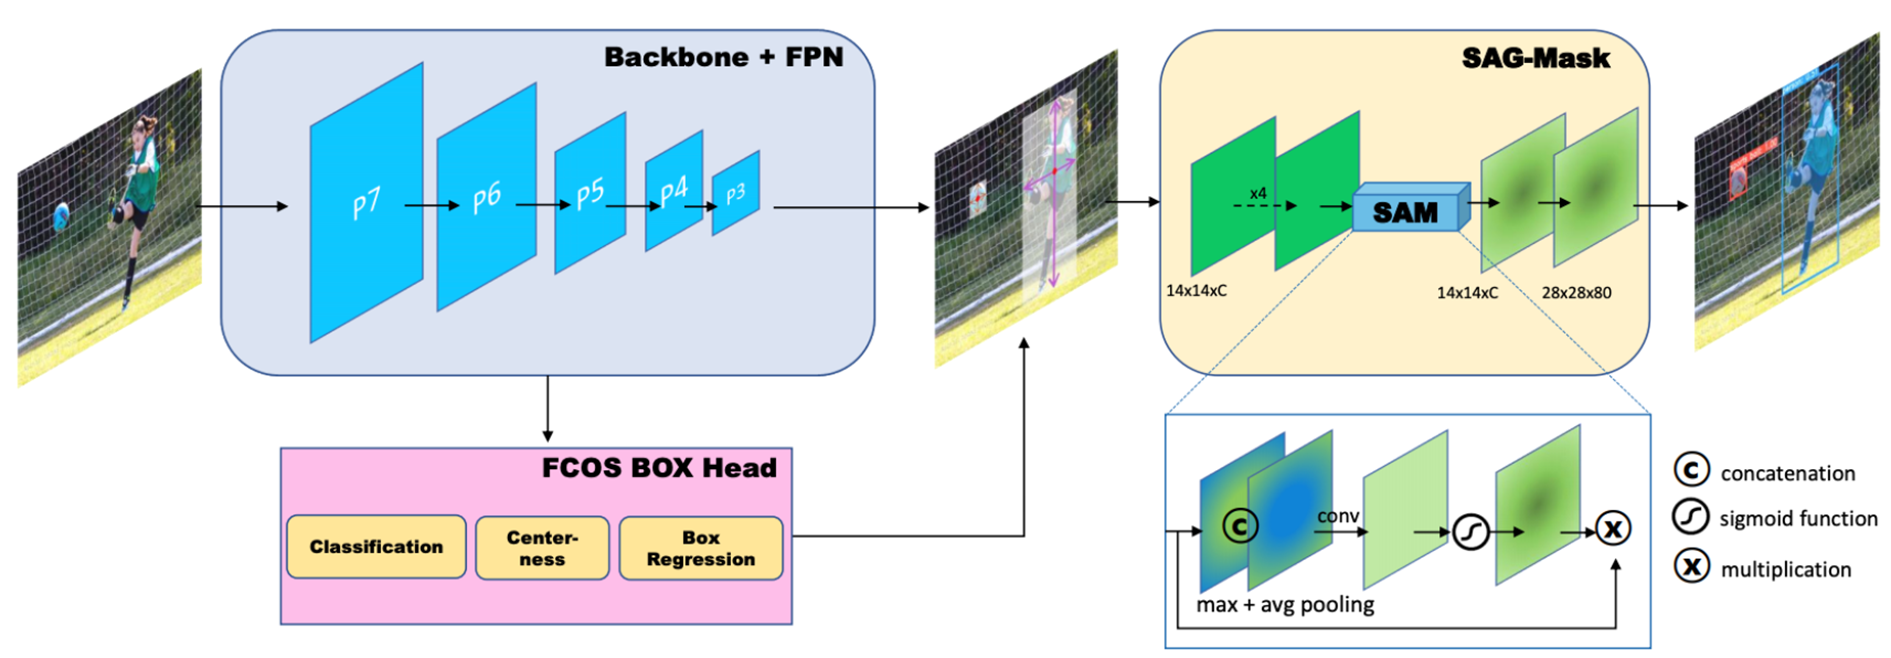 Backbone + FPN
P7
P6
P5
P4
P3
FCOS BOX Head
Classification
Center-
ness
Box
Regression
SAG-Mask
x4
SAM
14x14xC
14x14xC
28x28x80
C
conv
X
max + avg pooling
C concatenation
sigmoid function
X multiplication